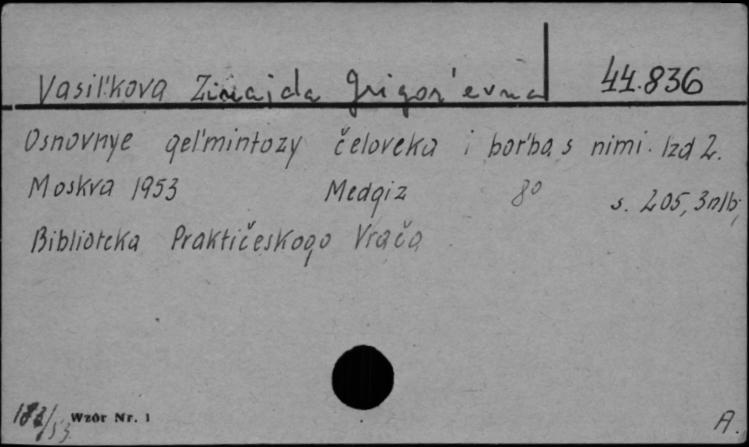 Vasil'kova Zinajda Grigor'evna 44.836
Osnovnye gel'mintozy čeloveka i bor'ba s nimi. Izd 2.
Moskva 1953 Medgiz 8° s. 205, 3nlb,
Biblioteka Praktičeskogo Vrača
Wzór Nr. 1
A.